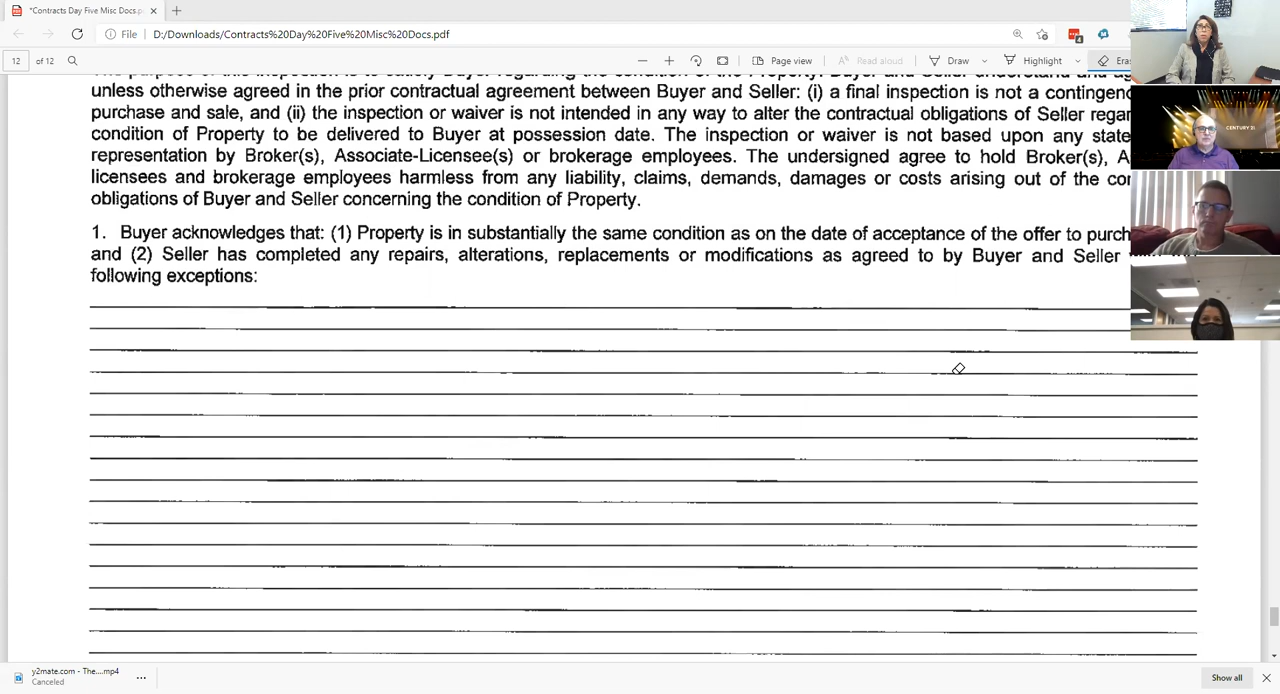 *Contracts Day Five Misc Docs.p
File
D:/Downloads/Contracts%20Day%20Five%20Misc%20Docs.pdf
12 of 12
Page view
Read aloud
Draw
Highlight
Eras
CENTURY 21
unless otherwise agreed in the prior contractual agreement between Buyer and Seller: (i) a final inspection is not a contingenc
purchase and sale, and (ii) the inspection or waiver is not intended in any way to alter the contractual obligations of Seller regar
condition of Property to be delivered to Buyer at possession date. The inspection or waiver is not based upon any state
representation by Broker(s), Associate-Licensee(s) or brokerage employees. The undersigned agree to hold Broker(s), A
licensees and brokerage employees harmless from any liability, claims, demands, damages or costs arising out of the co
obligations of Buyer and Seller concerning the condition of Property.
1. Buyer acknowledges that: (1) Property is in substantially the same condition as on the date of acceptance of the offer to purch
and (2) Seller has completed any repairs, alterations, replacements or modifications as agreed to by Buyer and Seller
following exceptions:
y2mate.com - The....mp4
Canceled
Show all